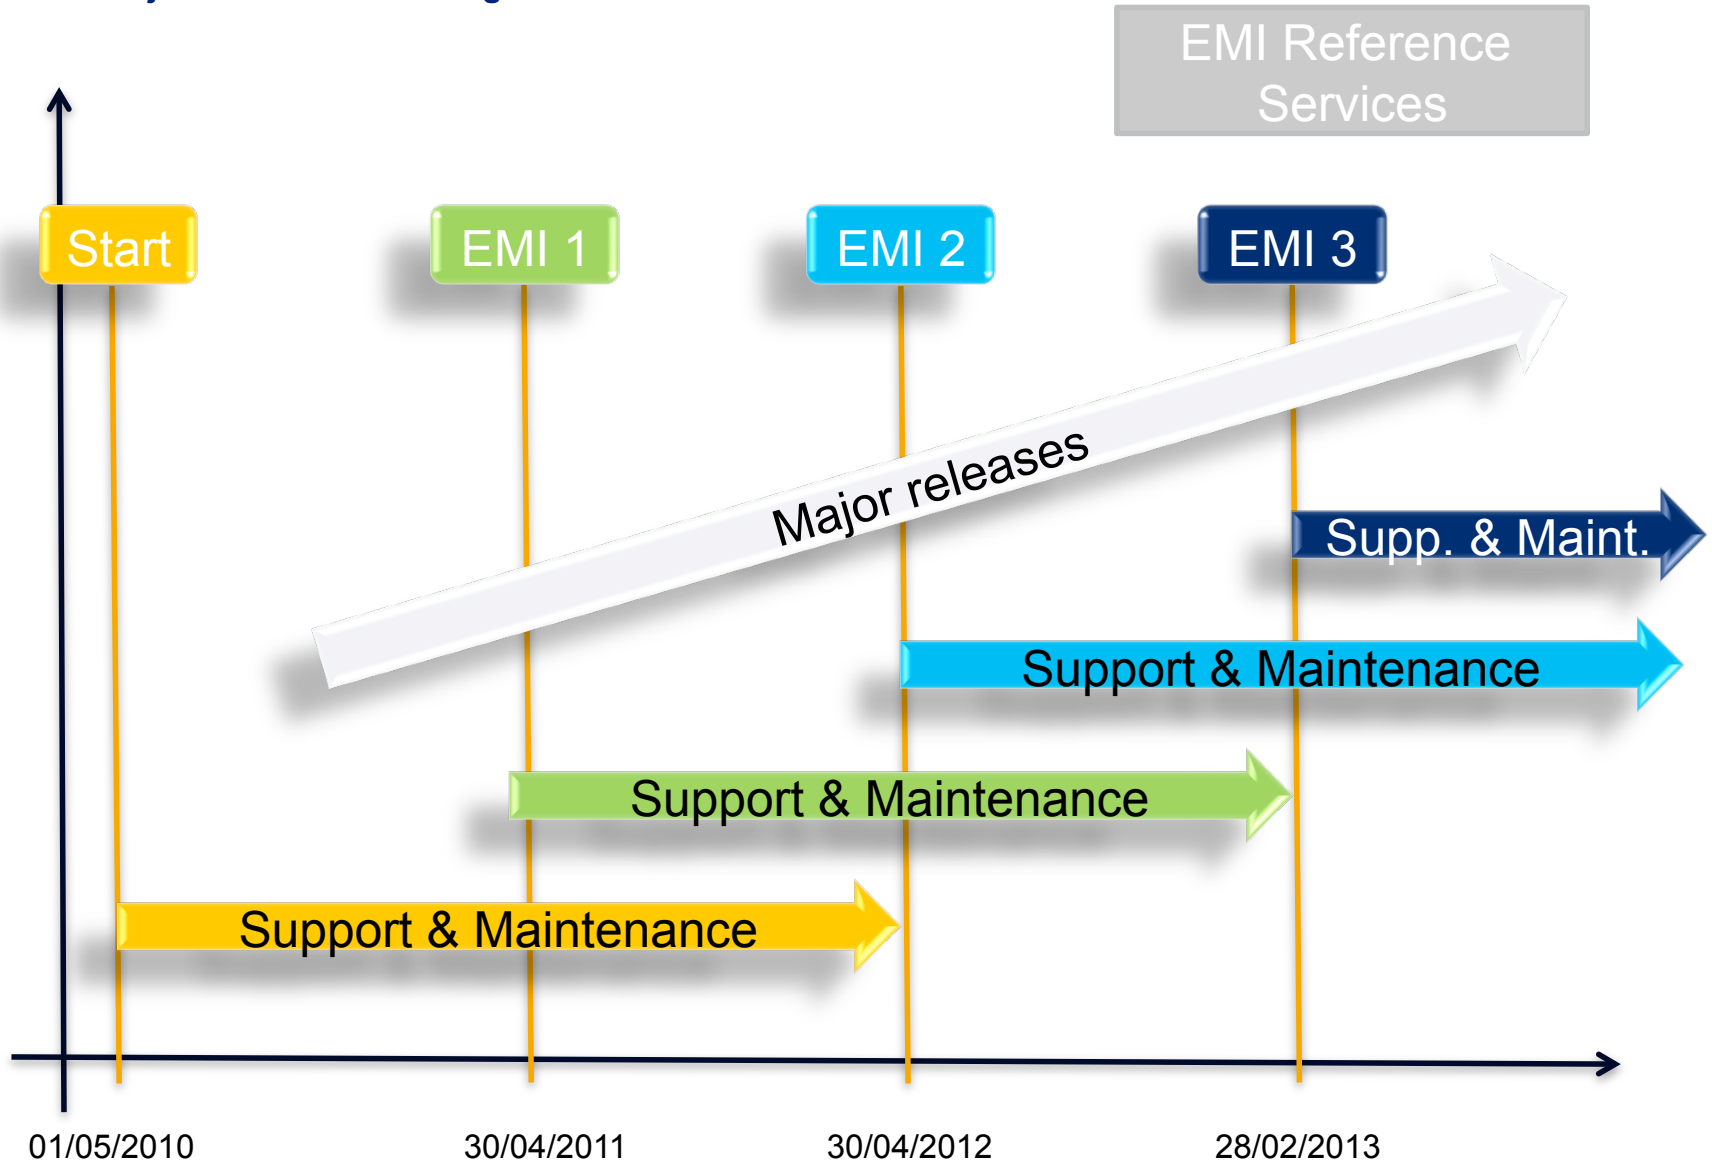 EMI Reference
Services
Start
EMI 1
EMI 2
EMI 3
Major releases
Supp. & Maint.
Support & Maintenance
Support & Maintenance
Support & Maintenance
01/05/2010
30/04/2011
30/04/2012
28/02/2013